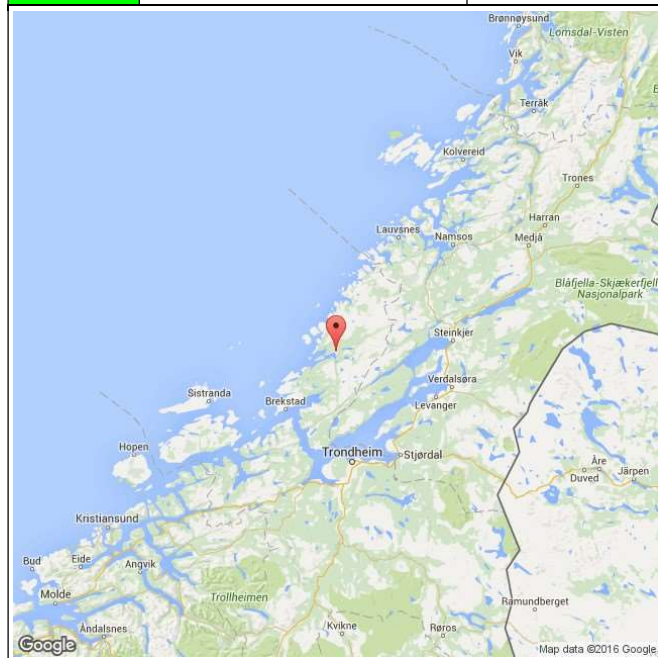 Brønnøysund
Lomsdal-Visten
Vik
Terråk
Kolvereid
Trones
Lauvsnes
Harran
Namsos
Medjå
Blåfjella-Skjækerfjell
Nasjonalpark
Steinkjer
Verdalsøra
Sistranda
Brekstad
Levanger
Hopen
Trondheim
Stjørdal
Åre
Duved
Järpen
Kristiansund
Bud
Eide
Angvik
Molde
Trollheimen
Ramundberget
Åndalsnes
Kvikne
Røros
Google
Map data ©2016 Google